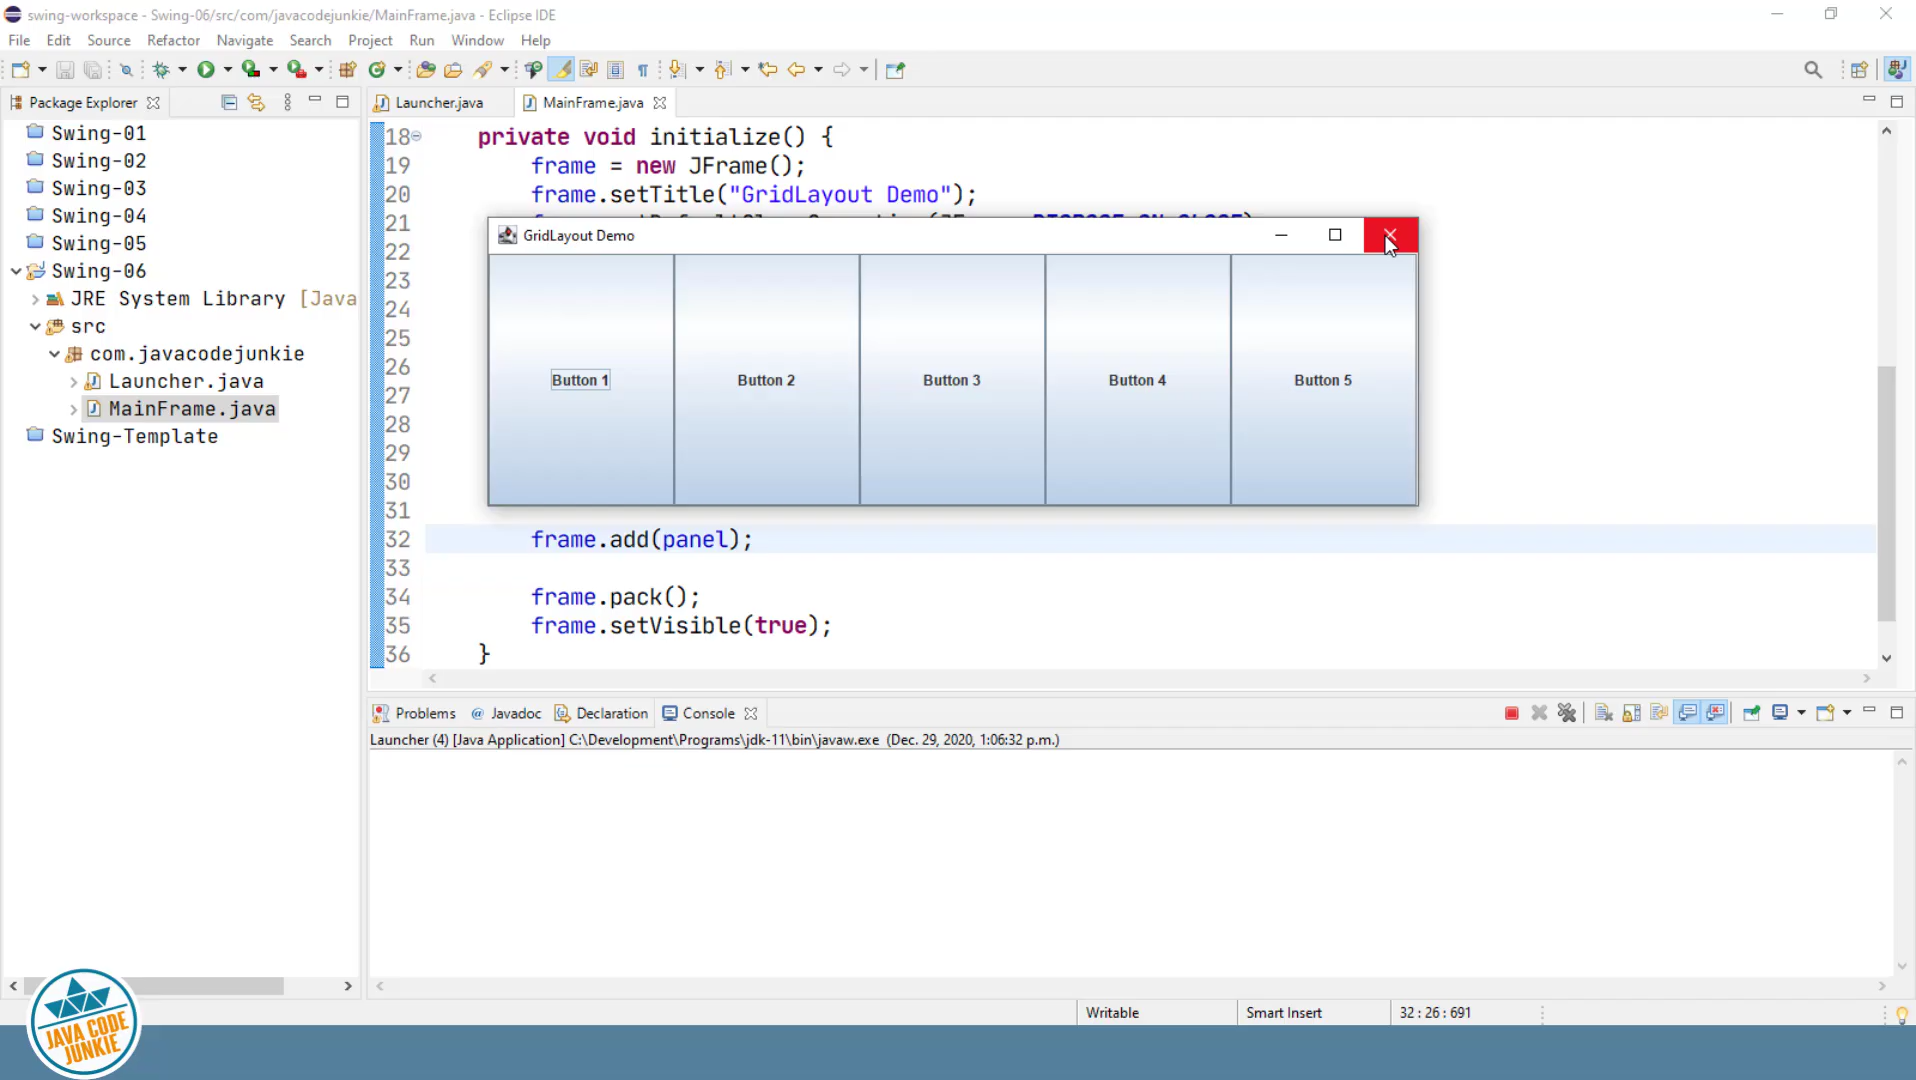 swing-workspace - Swing-06/src/com/javacodejunkie/MainFrame.java - Eclipse IDE
File Edit Source Refactor Navigate Search Project Run Window Help
Package Explorer
Launcher.java
MainFrame.java
Swing-01
Swing-02
Swing-03
Swing-04
Swing-05
Swing-06
JRE System Library [Java
src
com.javacodejunkie
Launcher.java
MainFrame.java
Swing-Template
18 private void initialize() {
19 frame = new JFrame();
20 frame.setTitle("GridLayout Demo");
21
22
23
24
25
26
27
28
29
30
31
32 frame.add(panel);
33
34 frame.pack();
35 frame.setVisible(true);
36 }
GridLayout Demo
Button 1
Button 2
Button 3
Button 4
Button 5
Problems @ Javadoc Declaration Console
Launcher (4) [Java Application] C:\Development\Programs\jdk-11\bin\javaw.exe (Dec. 29, 2020, 1:06:32 p.m.)
Writable
Smart Insert
32 : 26 : 691
JAVA CODE
JUNKIE